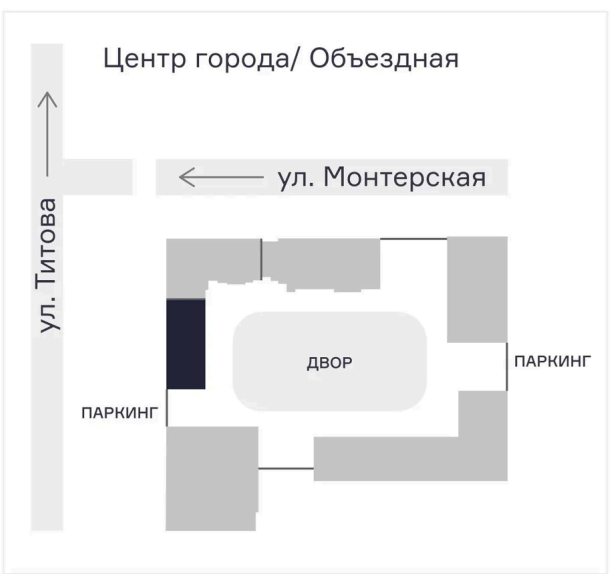 Центр города/ Объездная
ул. Монтерская
ул. Титова
ДВОР
ПАРКИНГ
ПАРКИНГ